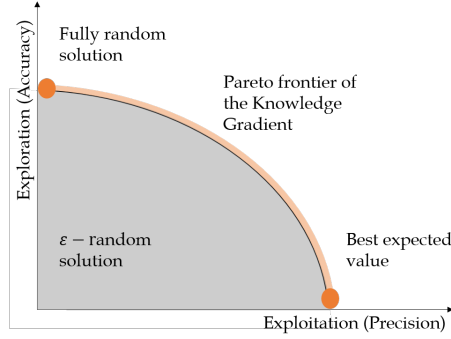 Fully random
solution
Exploration (Accuracy)
Pareto frontier of
the Knowledge
Gradient
ε − random
solution
Best expected
value
Exploitation (Precision)